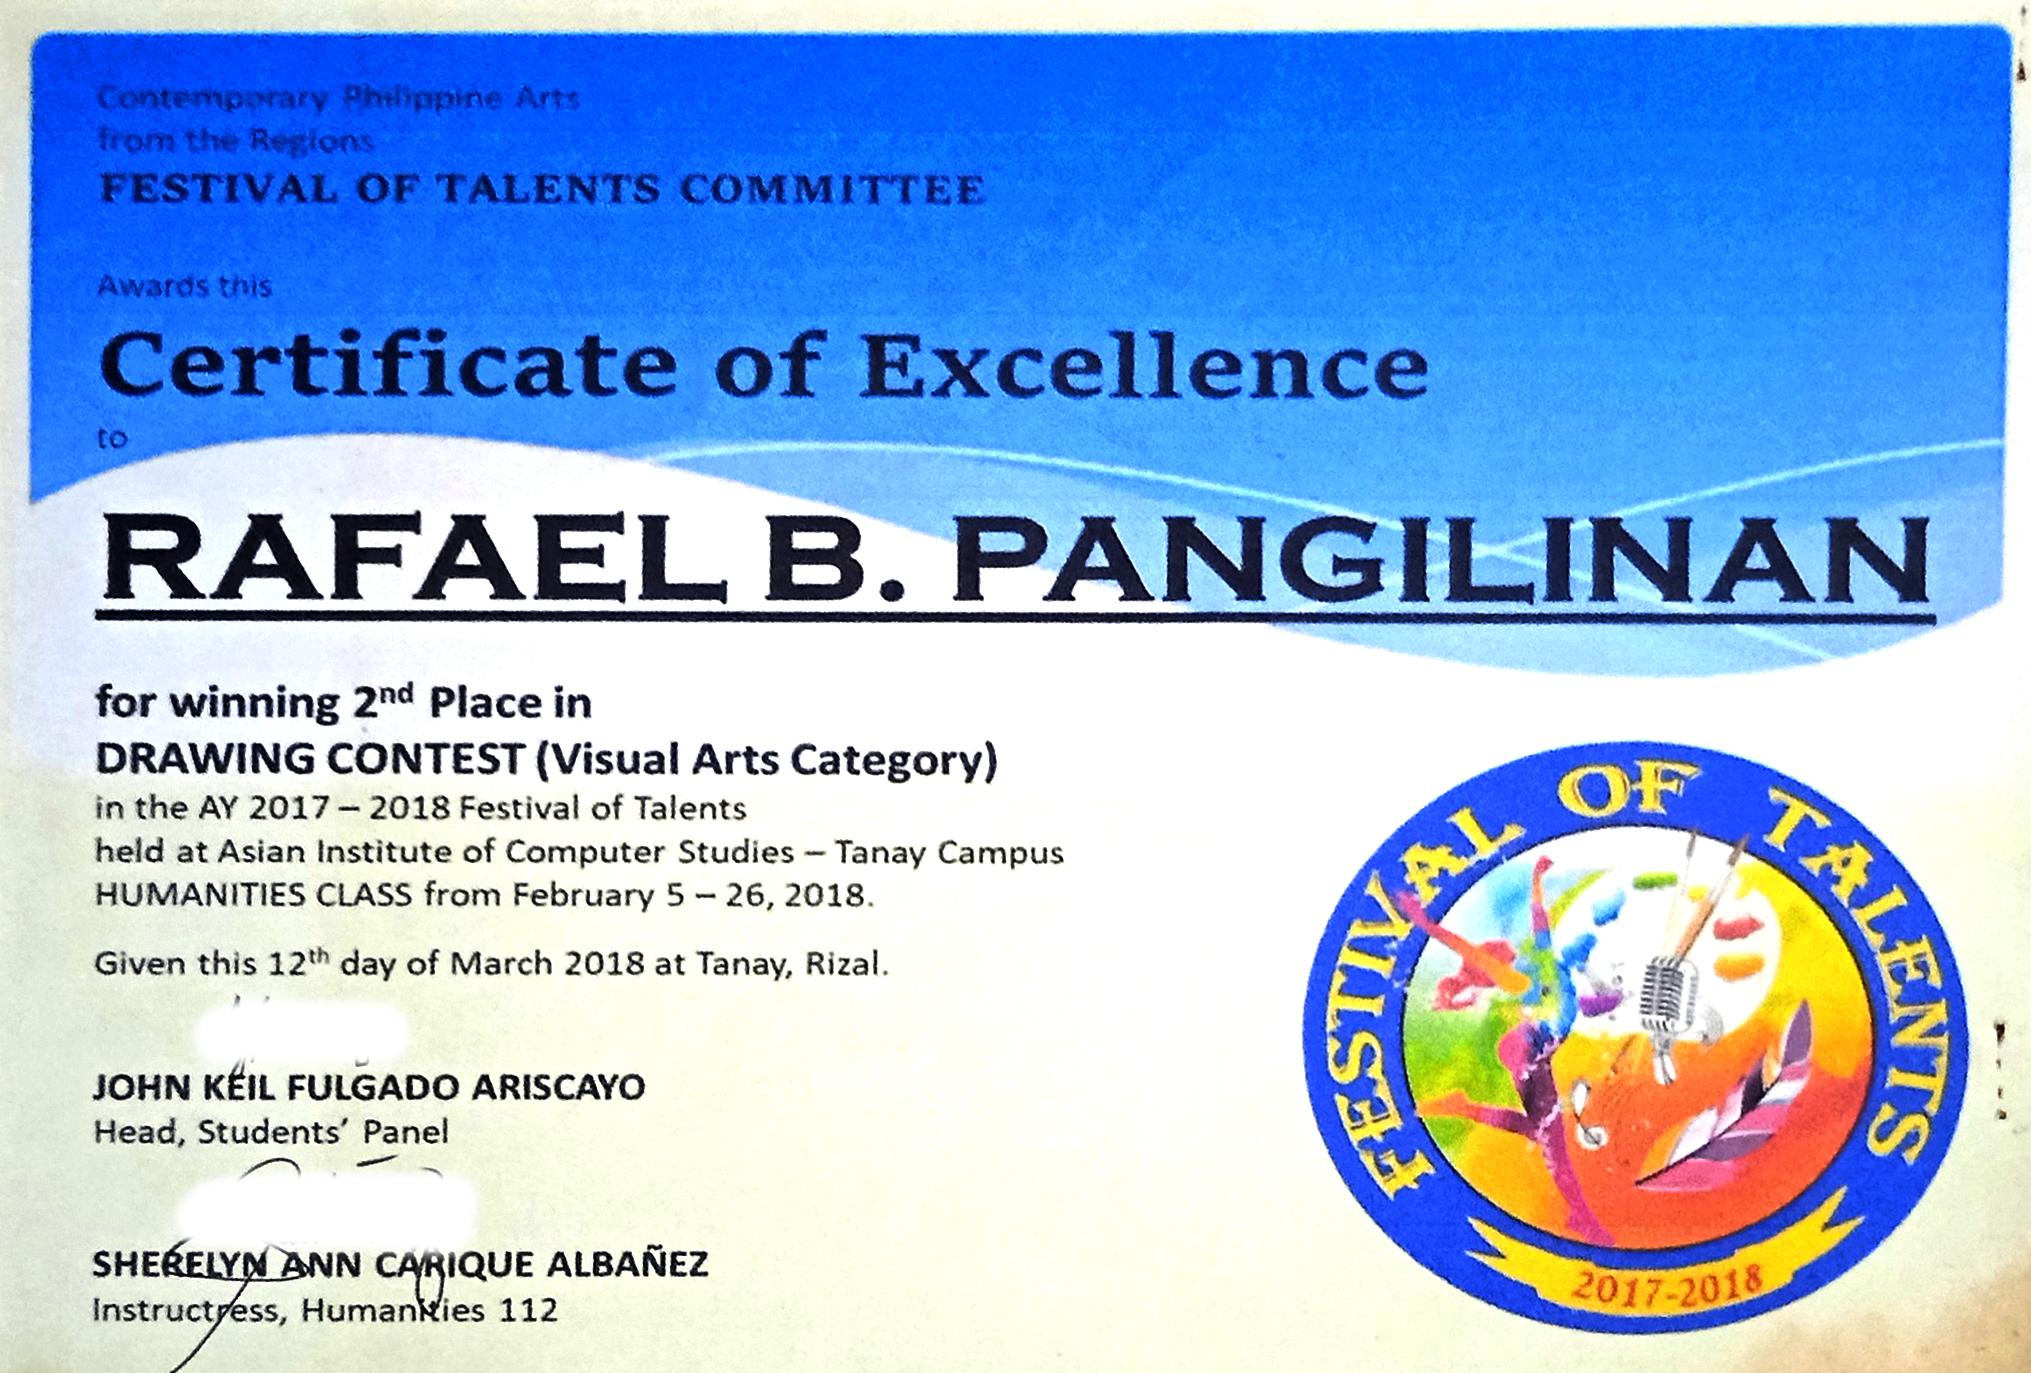 Contemporary Philippine Arts
from the Regions
FESTIVAL OF TALENTS COMMITTEE
Awards this
Certificate of Excellence
to
RAFAEL B. PANGILINAN
for winning 2nd Place in
DRAWING CONTEST (Visual Arts Category)
in the AY 2017 – 2018 Festival of Talents
held at Asian Institute of Computer Studies – Tanay Campus
HUMANITIES CLASS from February 5 – 26, 2018.
Given this 12th day of March 2018 at Tanay, Rizal.
JOHN KEIL FULGADO ARISCAYO
Head, Students' Panel
SHERELYN ANN CARIQUE ALBAÑEZ
Instructress, Humanities 112
FESTIVAL OF TALENTS
2017-2018